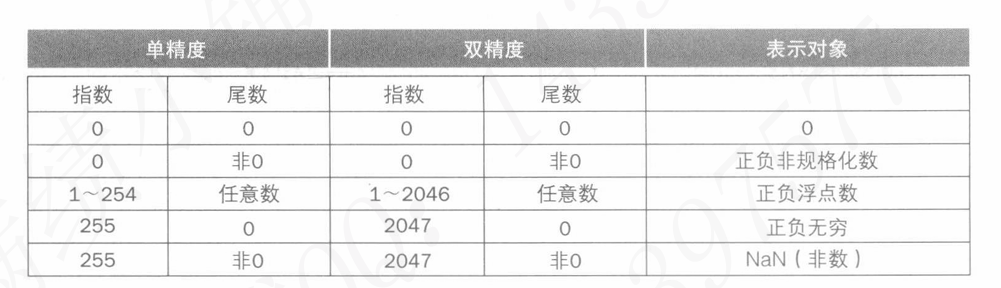 单精度 双精度 表示对象
指数 尾数 指数 尾数
0 0 0 0 0
0 非0 0 非0 正负非规格化数
1～254 任意数 1～2046 任意数 正负浮点数
255 0 2047 0 正负无穷
255 非0 2047 非0 NaN（非数）